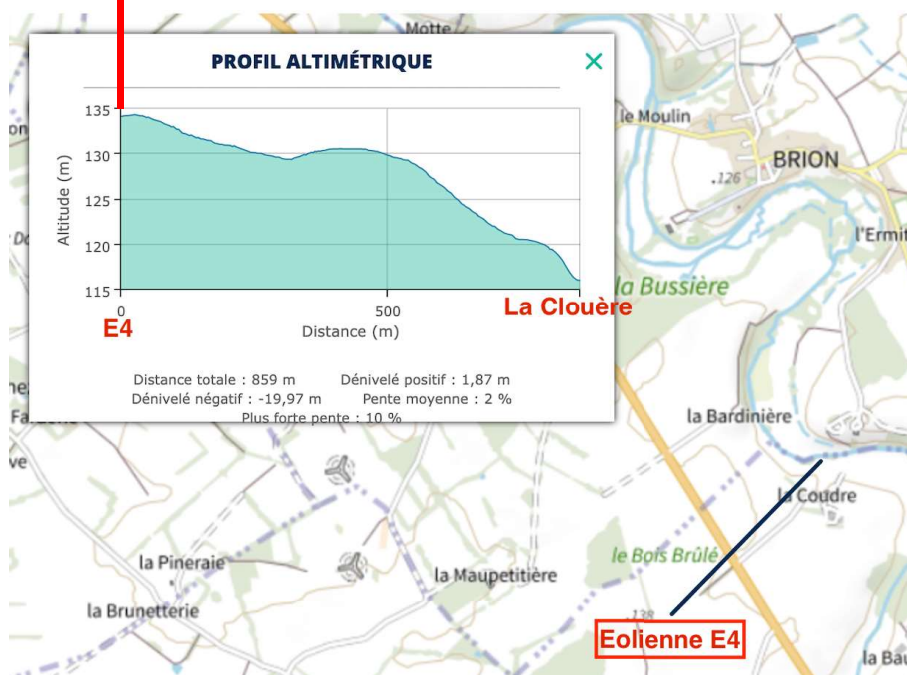 Motte
PROFIL ALTIMÉTRIQUE
×
135
130
125
120
115
Altitude (m)
0
500
Distance (m)
E4
La Clouère
Distance totale : 859 m
Dénivelé positif : 1,87 m
Dénivelé négatif : -19,97 m
Pente moyenne : 2 %
Plus forte pente : 10 %
le Moulin
BRION
.126
l'Ermit
la Bussière
la Bardinière
la Coudre
la Pineraie
la Maupetitière
le Bois Brûlé
la Brunetterie
.138
Eolienne E4
la Bau